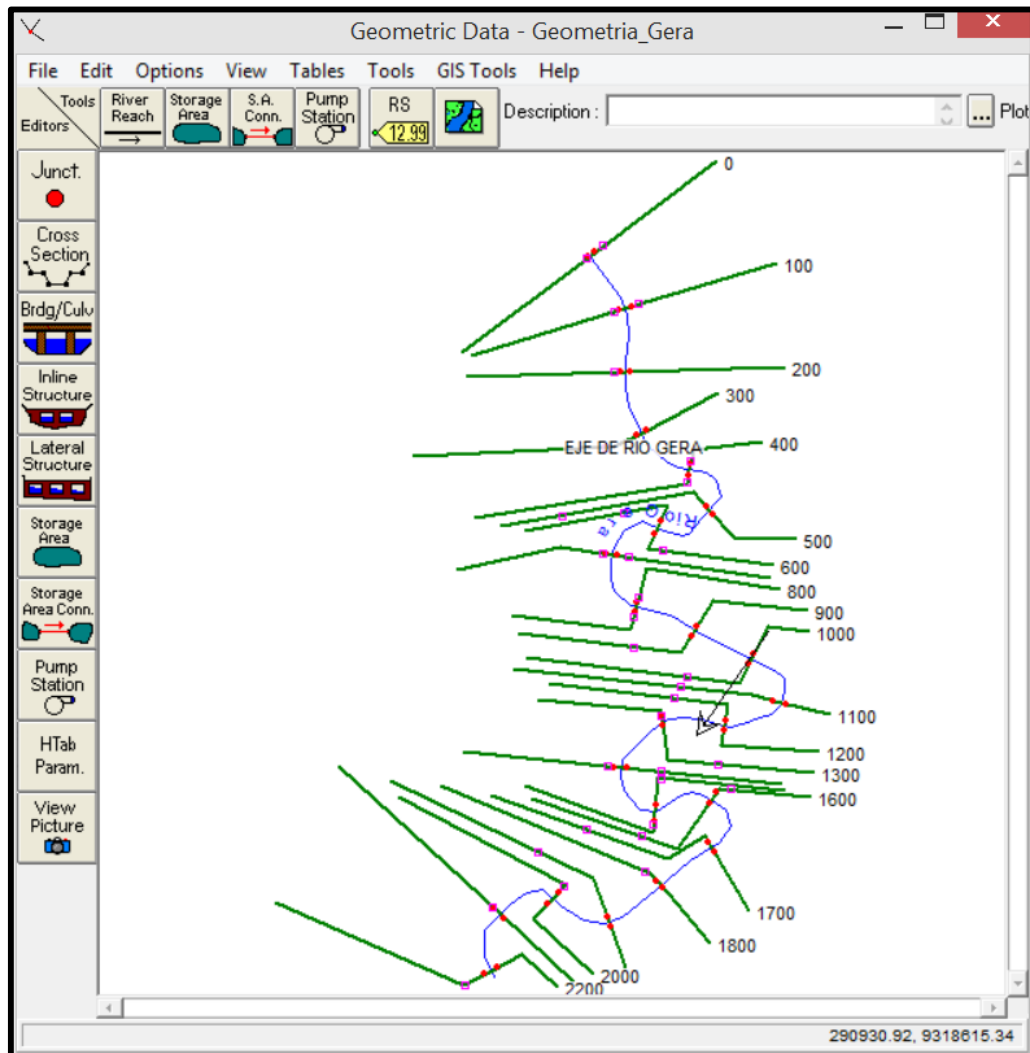 Geometric Data - Geometria_Gera
File Edit Options View Tables Tools GIS Tools Help
Tools
Editors
River
Reach
Storage
Area
S.A.
Conn.
Pump
Station
RS
12.99
Description :
...
Plot
Junct.
Cross
Section
Brdg/Culv
Inline
Structure
Lateral
Structure
Storage
Area
Storage
Area Conn.
Pump
Station
HTab
Param.
View
Picture
0
100
200
300
EJE DE RIO GERA
400
500
600
800
900
1000
1100
1200
1300
1600
1700
1800
2000
2200
290930.92, 9318615.34